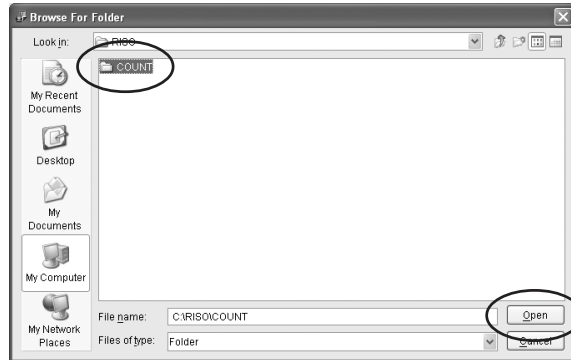 Browse For Folder
Look in:
RISO
COUNT
My Recent
Documents
Desktop
My
Documents
My Computer
My Network
Places
File name:
C:\RISO\COUNT
Open
Files of type:
Folder
Cancel